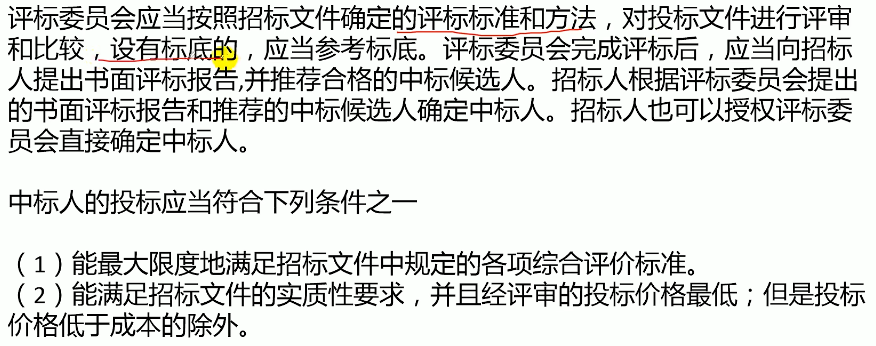 评标委员会应当按照招标文件确定的评标标准和方法，对投标文件进行评审
和比较，设有标底的，应当参考标底。评标委员会完成评标后，应当向招标
人提出书面评标报告,并推荐合格的中标候选人。招标人根据评标委员会提出
的书面评标报告和推荐的中标候选人确定中标人。招标人也可以授权评标委
员会直接确定中标人。
中标人的投标应当符合下列条件之一
（1）能最大限度地满足招标文件中规定的各项综合评价标准。
（2）能满足招标文件的实质性要求，并且经评审的投标价格最低；但是投标
价格低于成本的除外。